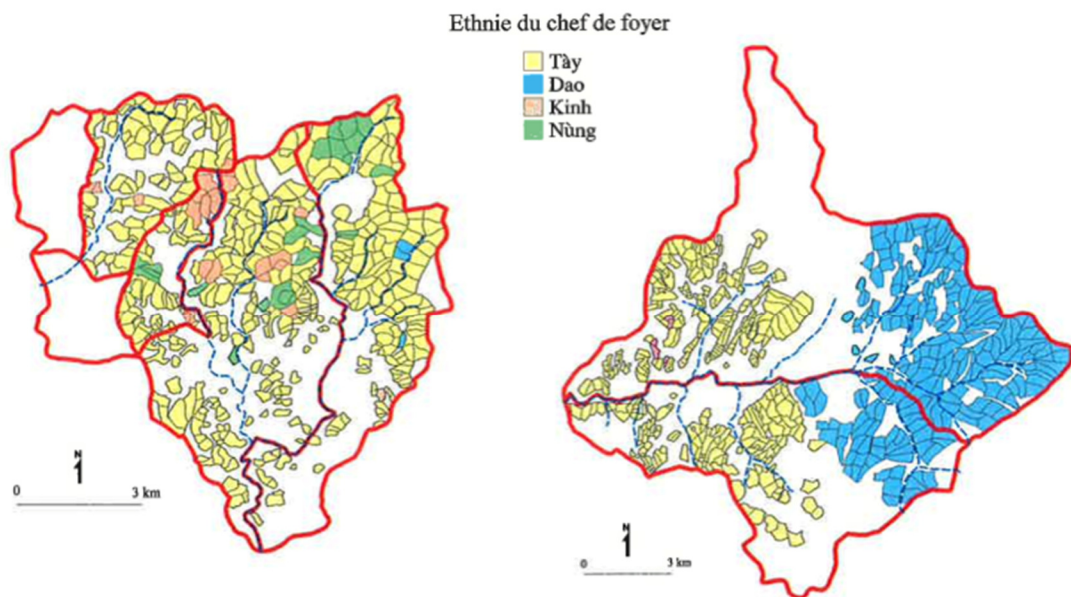 Ethnie du chef de foyer
Tày
Dao
Kinh
Nùng
N
0 3 km
N
0 3 km